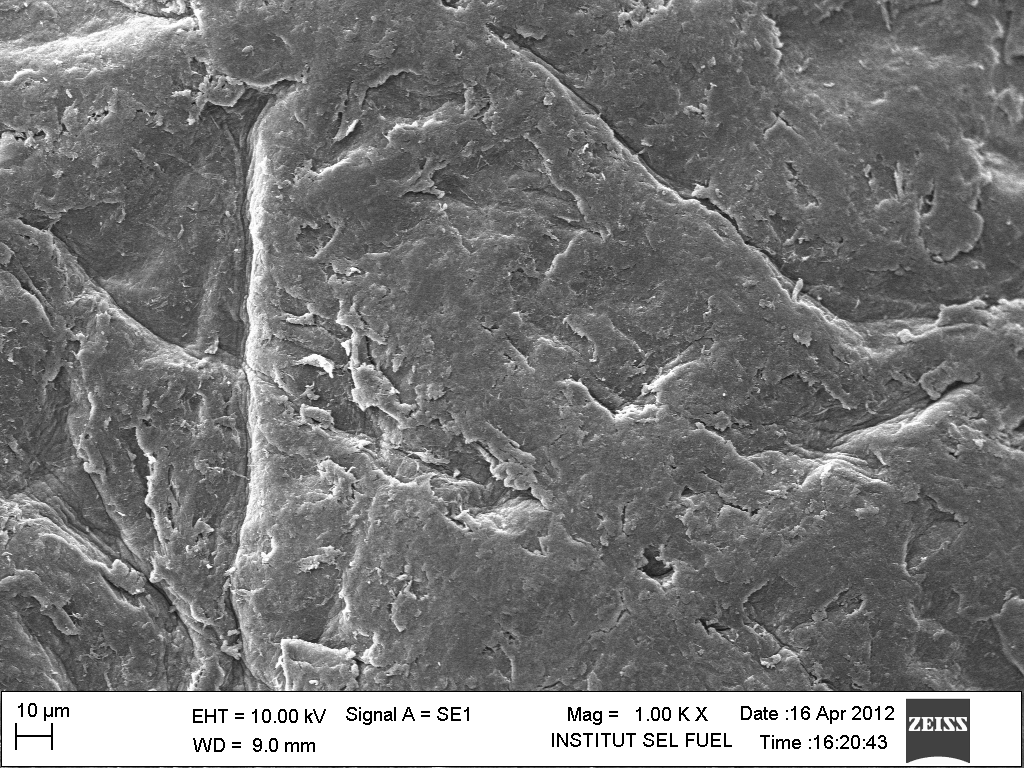 10 µm
EHT = 10.00 kV Signal A = SE1 Mag = 1.00 K X Date :16 Apr 2012
WD = 9.0 mm INSTITUT SEL FUEL Time :16:20:43
ZEISS